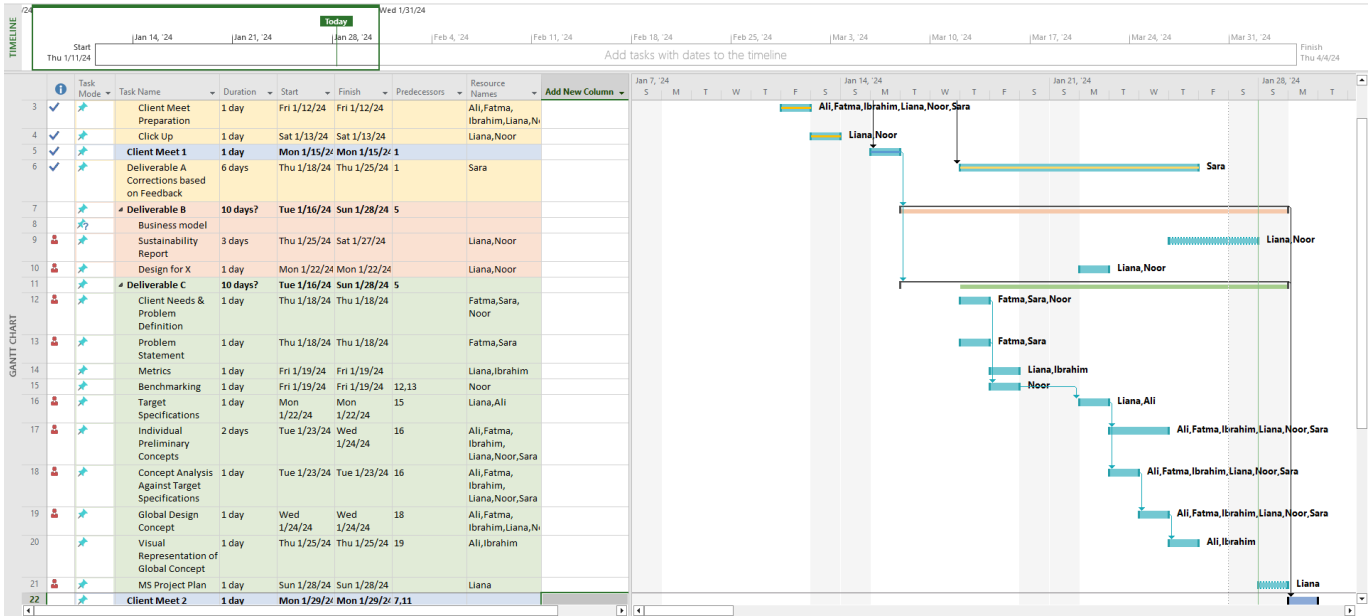 /24
Wed 1/31/24
TIMELINE
Today
Jan 14, '24 Jan 21, '24 Jan 28, '24 Feb 4, '24 Feb 11, '24 Feb 18, '24 Feb 25, '24 Mar 3, '24 Mar 10, '24 Mar 17, '24 Mar 24, '24 Mar 31, '24
Start
Thu 1/11/24
Add tasks with dates to the timeline
Finish
Thu 4/4/24
GANTT CHART
Task Mode Task Name Duration Start Finish Predecessors Resource Names Add New Column
Jan 7, '24 Jan 14, '24 Jan 21, '24 Jan 28, '24
S M T W T F S S M T W T F S S M T W T F S S M T
3 Client Meet 1 day Fri 1/12/24 Fri 1/12/24 Ali,Fatma,
Preparation Ibrahim,Liana,N
Ali,Fatma,Ibrahim,Liana,Noor,Sara
4 Click Up 1 day Sat 1/13/24 Sat 1/13/24 Liana,Noor
Liana,Noor
5 Client Meet 1 1 day Mon 1/15/24 Mon 1/15/24 1
6 Deliverable A 6 days Thu 1/18/24 Thu 1/25/24 1 Sara
Corrections based
on Feedback
Sara
7 Deliverable B 10 days? Tue 1/16/24 Sun 1/28/24 5
8 Business model
9 Sustainability 3 days Thu 1/25/24 Sat 1/27/24 Liana,Noor
Report
Liana,Noor
10 Design for X 1 day Mon 1/22/24 Mon 1/22/24 Liana,Noor
Liana,Noor
11 Deliverable C 10 days? Tue 1/16/24 Sun 1/28/24 5
12 Client Needs & 1 day Thu 1/18/24 Thu 1/18/24 Fatma,Sara,
Problem Noor
Definition
Fatma,Sara,Noor
13 Problem 1 day Thu 1/18/24 Thu 1/18/24 Fatma,Sara
Statement
Fatma,Sara
14 Metrics 1 day Fri 1/19/24 Fri 1/19/24 Liana,Ibrahim
Liana,Ibrahim
15 Benchmarking 1 day Fri 1/19/24 Fri 1/19/24 12,13 Noor
Noor
16 Target 1 day Mon Mon 15 Liana,Ali
Specifications 1/22/24 1/22/24
Liana,Ali
17 Individual 2 days Tue 1/23/24 Wed 16 Ali,Fatma,
Preliminary 1/24/24 Ibrahim,
Concepts Liana,Noor,Sara
Ali,Fatma,Ibrahim,Liana,Noor,Sara
18 Concept Analysis 1 day Tue 1/23/24 Tue 1/23/24 16 Ali,Fatma,
Against Target Ibrahim,
Specifications Liana,Noor,Sara
Ali,Fatma,Ibrahim,Liana,Noor,Sara
19 Global Design 1 day Wed Wed 18 Ali,Fatma,
Concept 1/24/24 1/24/24 Ibrahim,Liana,N
Ali,Fatma,Ibrahim,Liana,Noor,Sara
20 Visual 1 day Thu 1/25/24 Thu 1/25/24 19 Ali,Ibrahim
Representation of
Global Concept
Ali,Ibrahim
21 MS Project Plan 1 day Sun 1/28/24 Sun 1/28/24 Liana
Liana
22 Client Meet 2 1 day Mon 1/29/24 Mon 1/29/24 7,11